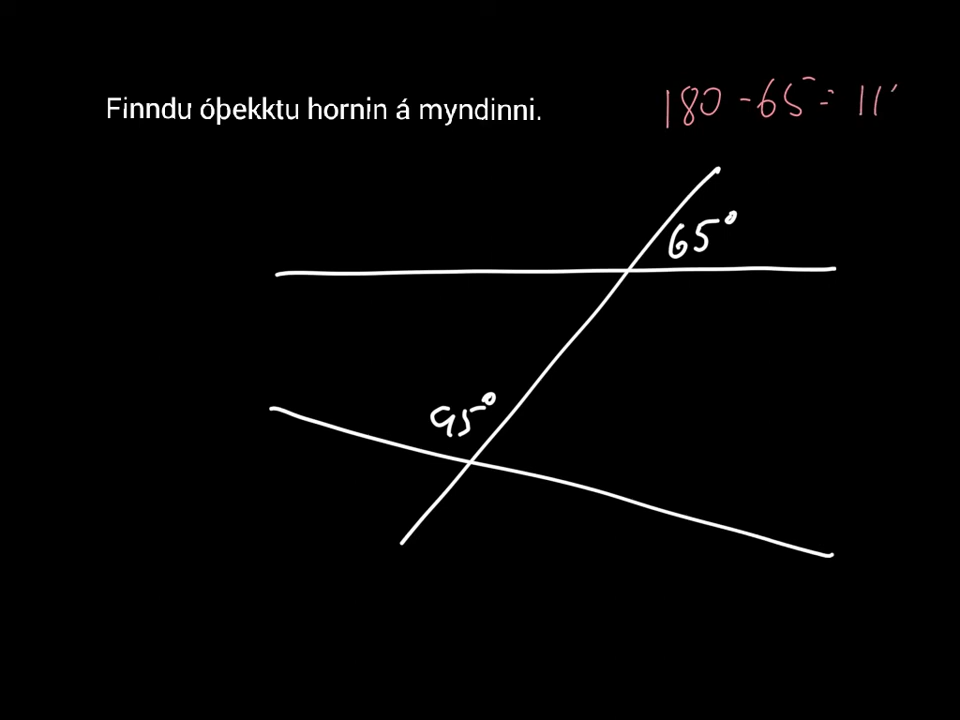 Finndu óþekktu hornin á myndinni.
180 - 65 = 11
65°
95°